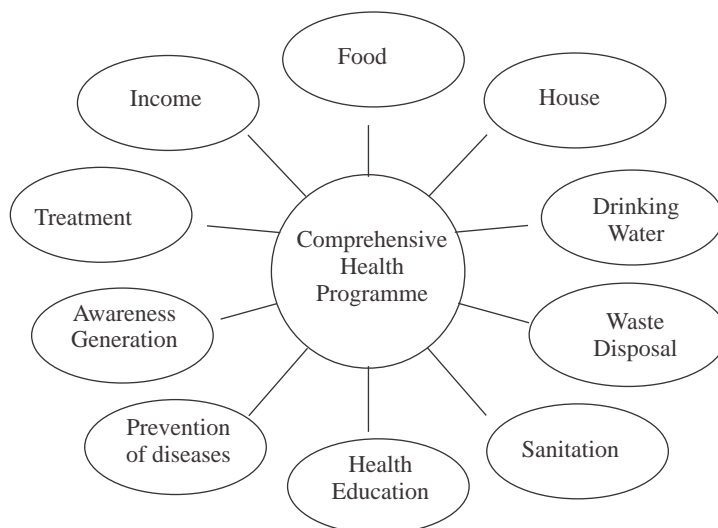 Food
Income
House
Treatment
Comprehensive
Health
Programme
Drinking
Water
Awareness
Generation
Waste
Disposal
Prevention
of diseases
Health
Education
Sanitation